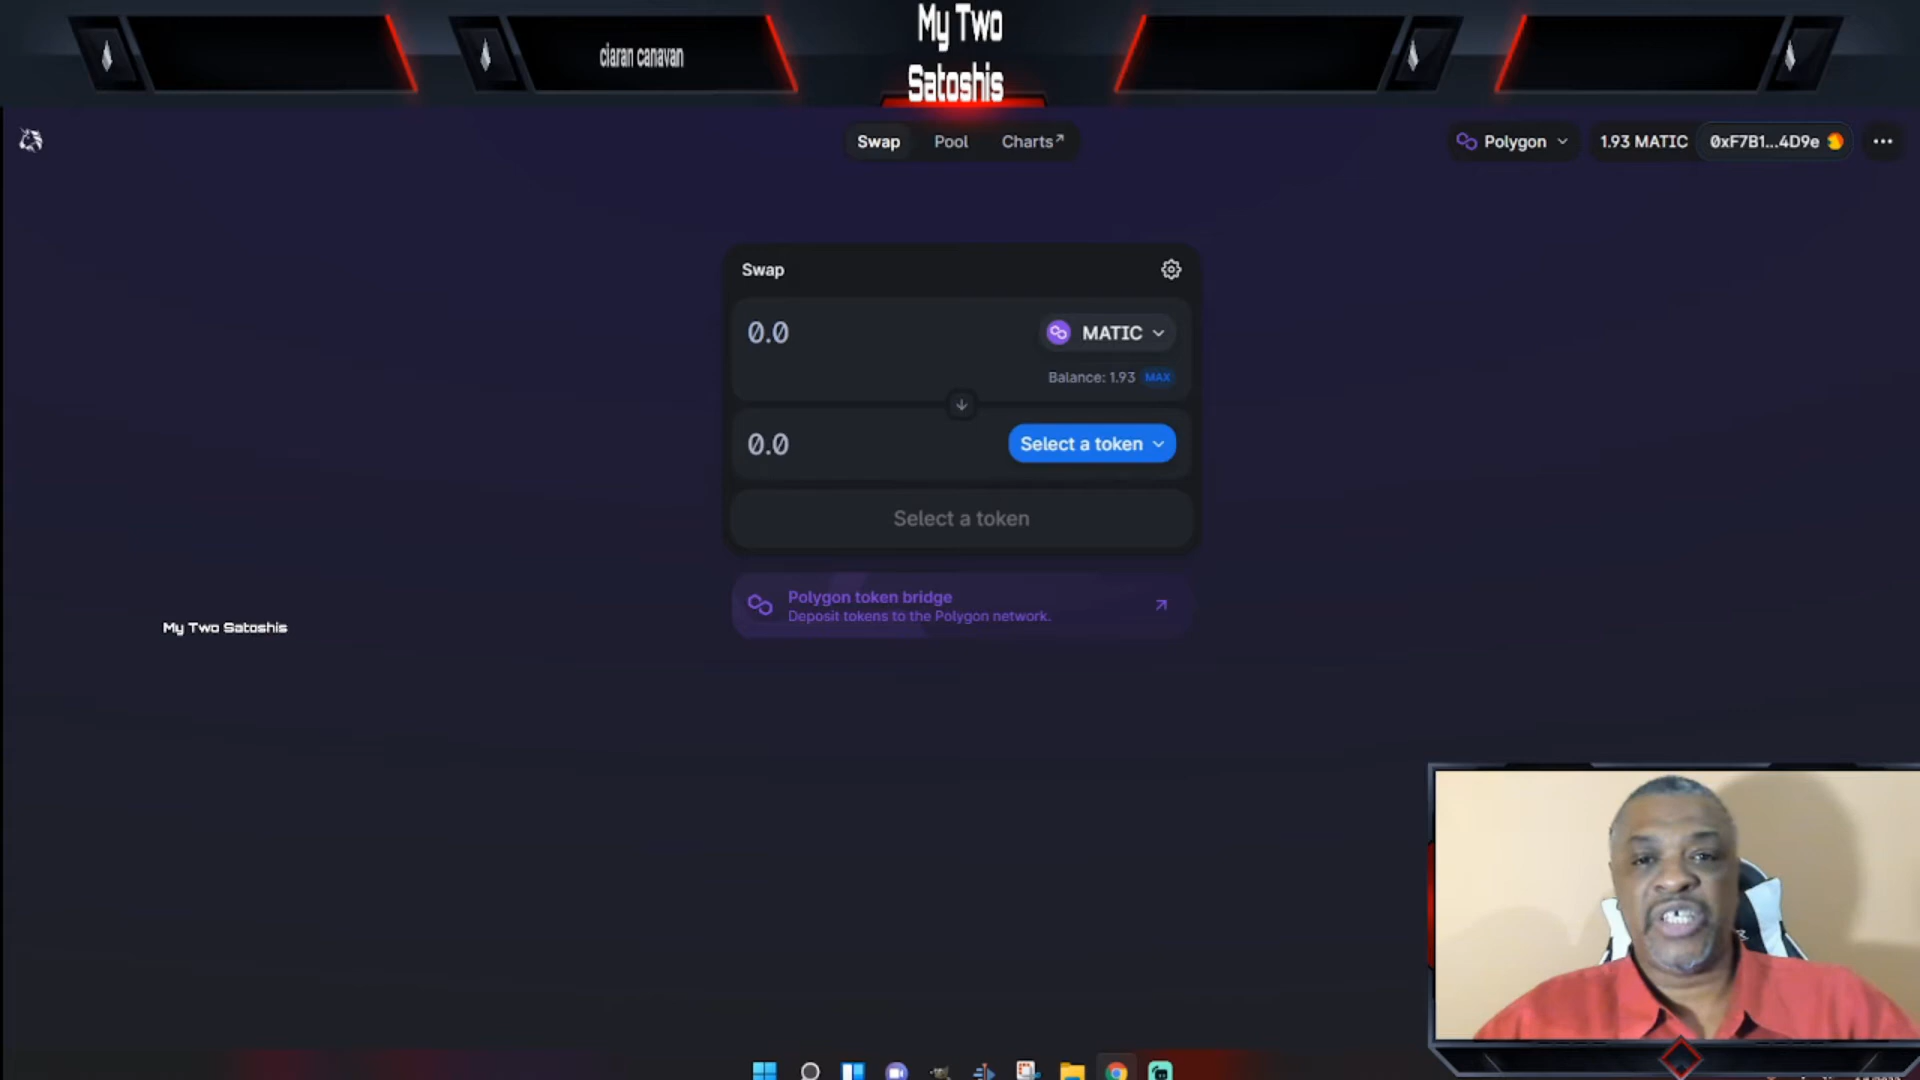 ciaran canavan
My Two
Satoshis
Swap
Pool
Charts↗
Polygon
1.93 MATIC
0xF7B1...4D9e
Swap
0.0
MATIC
Balance: 1.93 MAX
0.0
Select a token
Select a token
Polygon token bridge
Deposit tokens to the Polygon network.
My Two Satoshis